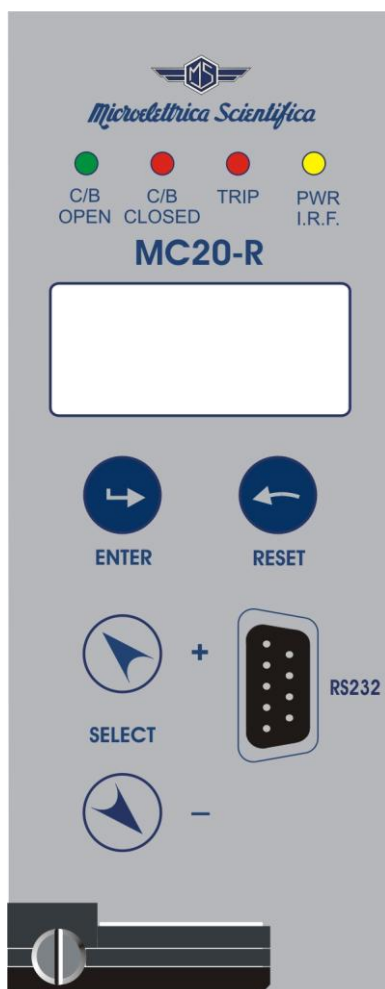 MS
Microelettrica Scientifica
C/B OPEN
C/B CLOSED
TRIP
PWR I.R.F.
MC20-R
ENTER
RESET
+
RS232
SELECT
–